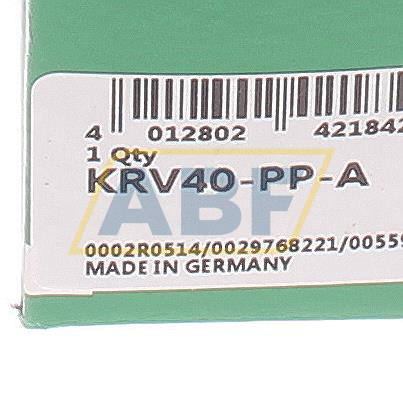 4 012802 421842
1 Qty
KRV40-PP-A
ABF
0002R0514/0029768221/00559
MADE IN GERMANY